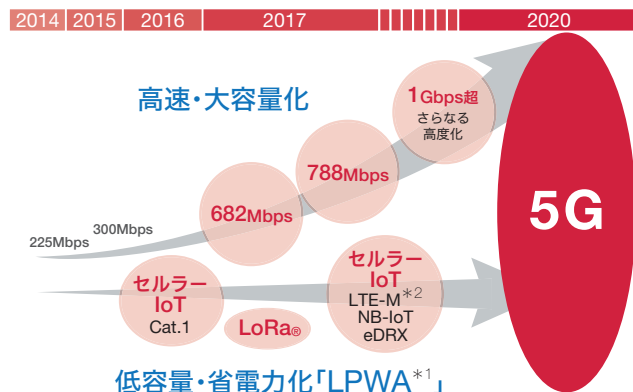 2014 2015 2016 2017 2020
高速・大容量化
1Gbps超
さらなる
高度化
788Mbps
682Mbps
300Mbps
225Mbps
5G
セルラー
IoT
Cat.1
LoRa®
セルラー
IoT
LTE-M*2
NB-IoT
eDRX
低容量・省電力化「LPWA*1」